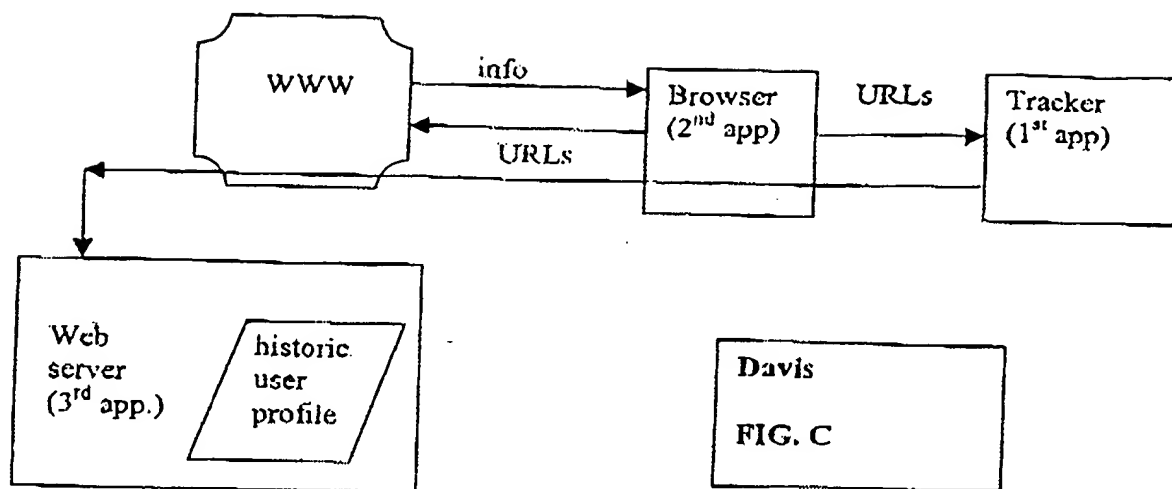 WWW
info
Browser
(2nd app)
URLs
Tracker
(1st app)
URLs
Web
server
(3rd app.)
historic
user
profile
Davis
FIG. C